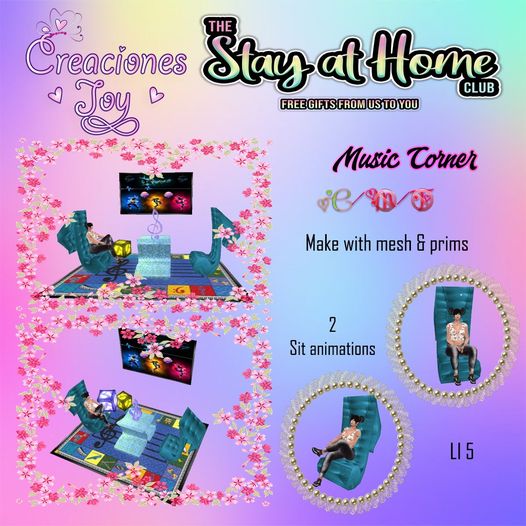 Creaciones
Joy
THE
Stay at Home
CLUB
FREE GIFTS FROM US TO YOU
Music Corner
Make with mesh & prims
2
Sit animations
LI 5